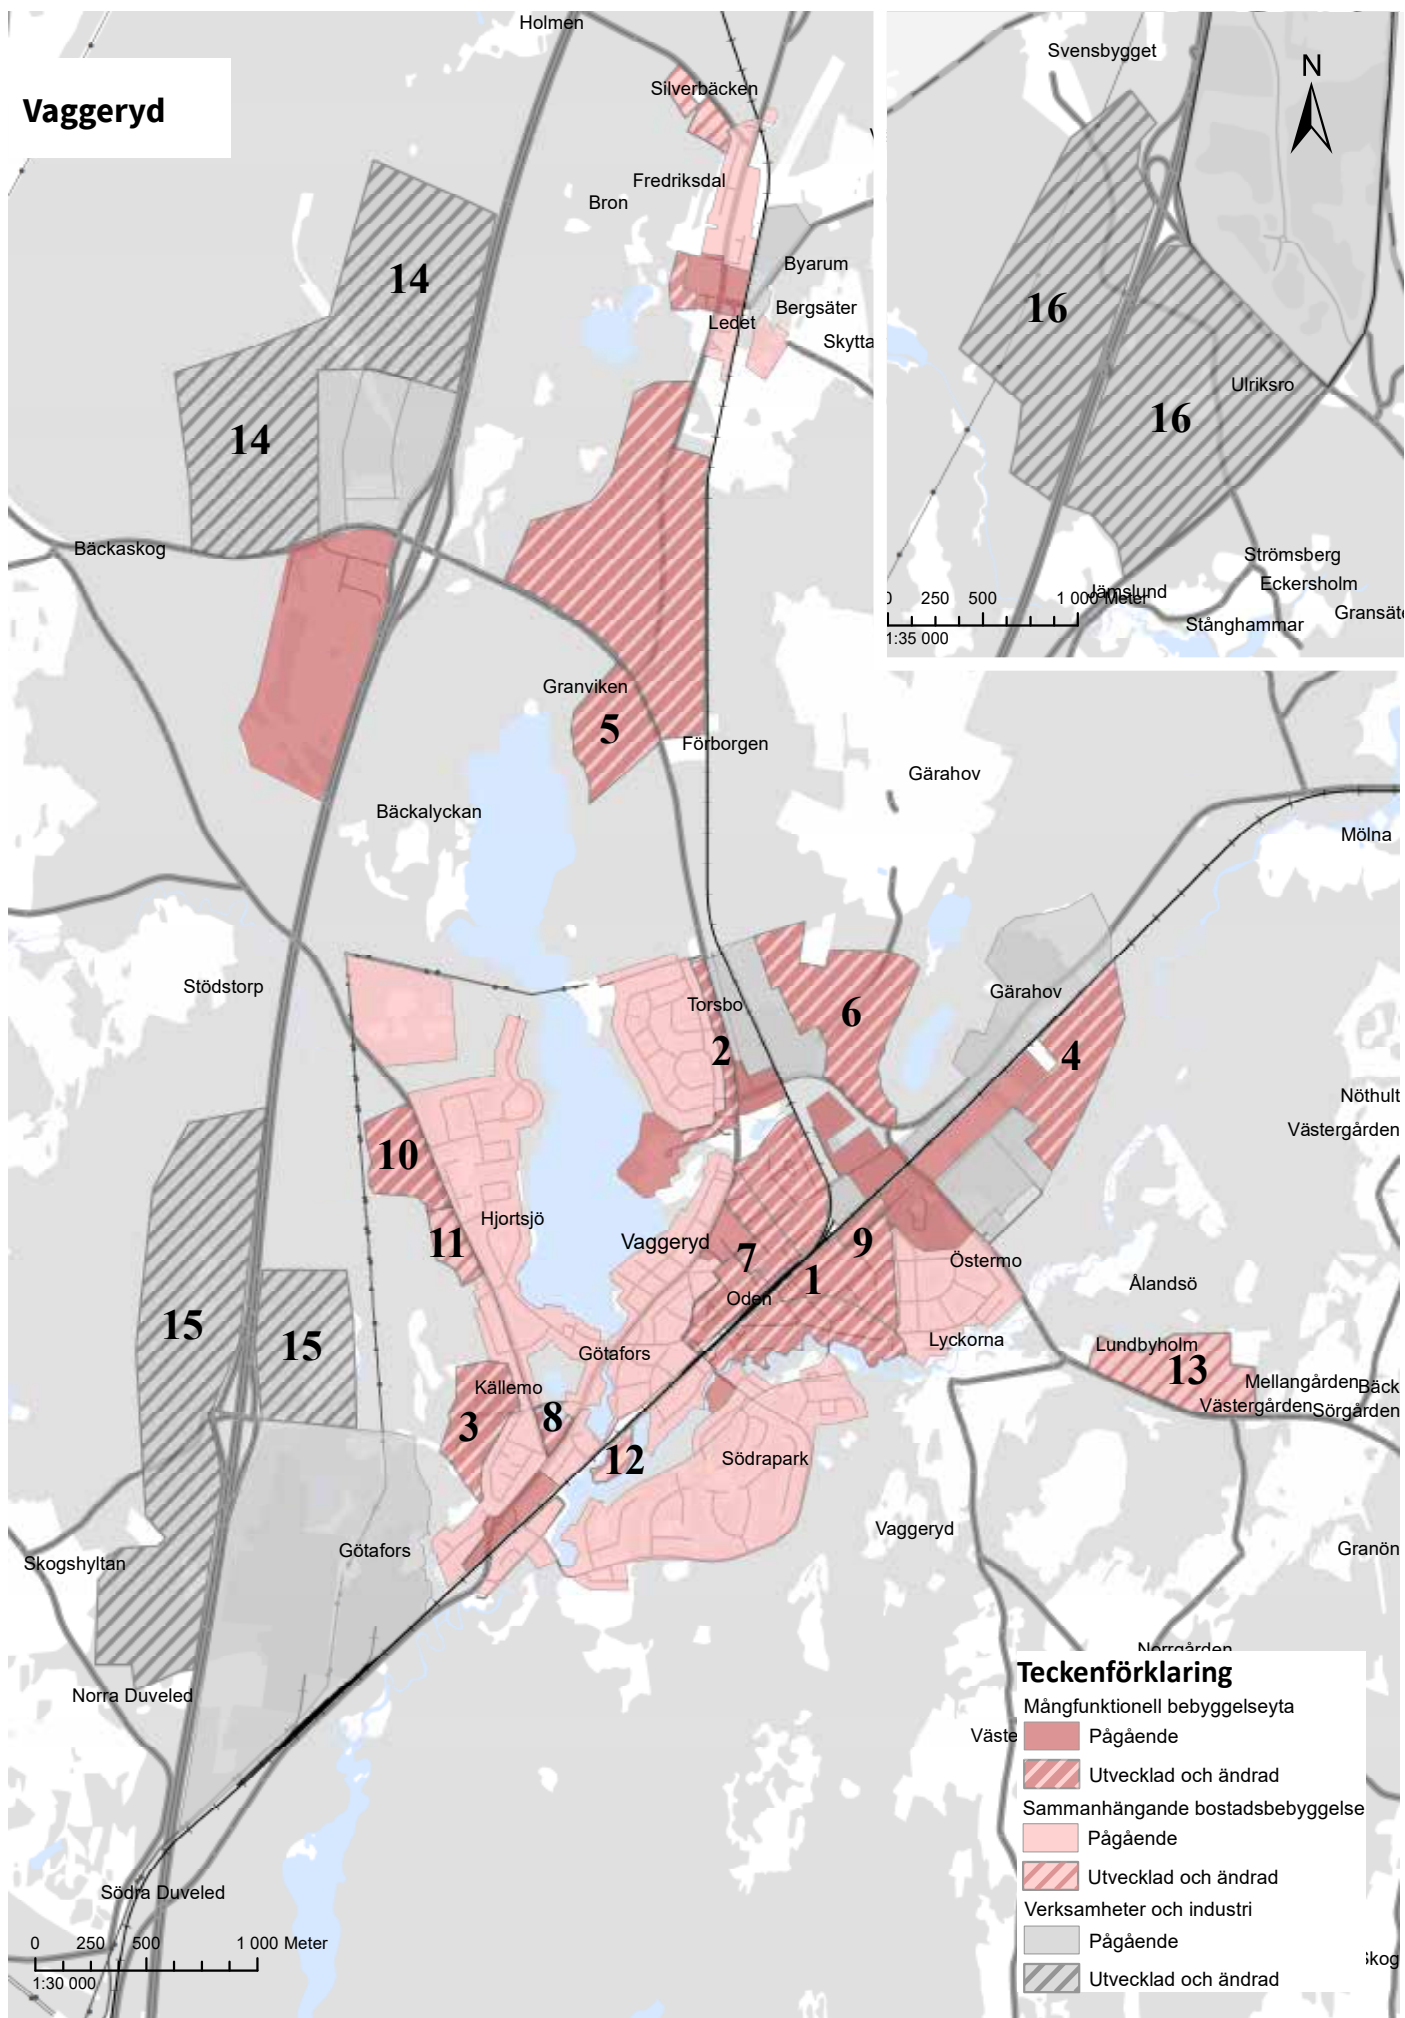 Vaggeryd
Holmen
Silverbäcken
Fredriksdal
Bron
Byarum
Bergsäter
Ledet
Skytta
14
14
Bäckaskog
Granviken
5
Förborgen
Bäckalyckan
Svensbygget
N
16
16
Ulriksro
Strömsberg
Eckersholm
Jämslund
Gransäte
Stånghammar
0 250 500 1 000 Meter
1:35 000
Gärahov
Mölna
Stödstorp
Torsbo
Gärahov
6
2
4
Nöthult
Västergården
10
Hjortsjö
11
Vaggeryd
7
9
1
Östermo
Oden
Ålandsö
15
15
Götafors
Lyckorna
Lundbyholm
13
Källemo
Mellangården
Bäck
Västergården
Sörgården
3
8
12
Södrapark
Vaggeryd
Götafors
Skogshyltan
Granön
Norrgården
Norra Duveled
Väste
Södra Duveled
Skog
0 250 500 1 000 Meter
1:30 000
Teckenförklaring
Mångfunktionell bebyggelseyta
Pågående
Utvecklad och ändrad
Sammanhängande bostadsbebyggelse
Pågående
Utvecklad och ändrad
Verksamheter och industri
Pågående
Utvecklad och ändrad